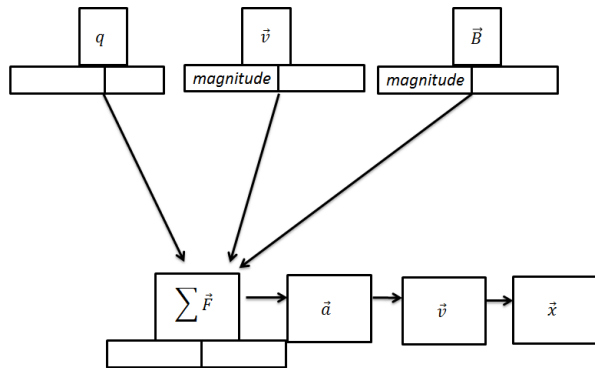 q
v⃗
B⃗
magnitude
magnitude
∑ F⃗
a⃗
v⃗
x⃗